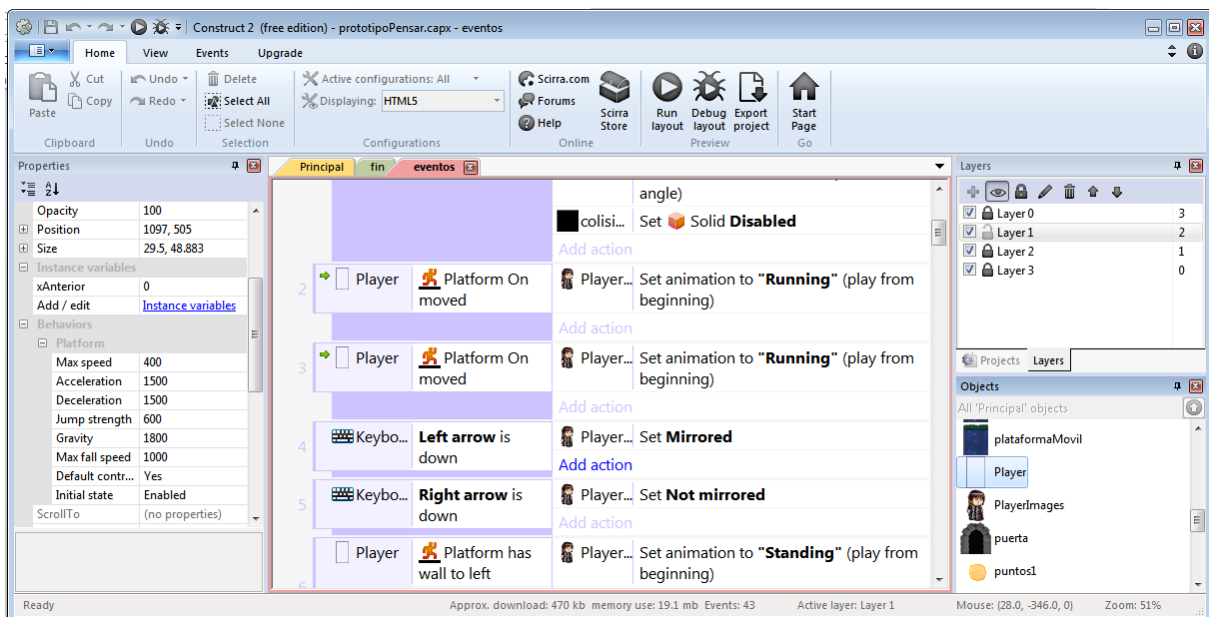 Construct 2 (free edition) - prototipoPensar.capx - eventos
Home View Events Upgrade
Paste
Cut
Copy
Clipboard
Undo
Redo
Undo
Delete
Select All
Select None
Selection
Active configurations: All
Displaying: HTML5
Configurations
Scirra.com
Forums
Help
Scirra Store
Online
Run layout
Debug layout
Export project
Preview
Start Page
Go
Properties
Opacity 100
Position 1097, 505
Size 29.5, 48.883
Instance variables
xAnterior 0
Add / edit Instance variables
Behaviors
Platform
Max speed 400
Acceleration 1500
Deceleration 1500
Jump strength 600
Gravity 1800
Max fall speed 1000
Default contr... Yes
Initial state Enabled
ScrollTo (no properties)
Principal fin eventos
angle)
colisi... Set Solid Disabled
Add action
2 Player Platform On moved Player... Set animation to "Running" (play from beginning)
Add action
3 Player Platform On moved Player... Set animation to "Running" (play from beginning)
Add action
4 Keybo... Left arrow is down Player... Set Mirrored
Add action
5 Keybo... Right arrow is down Player... Set Not mirrored
Add action
6 Player Platform has wall to left Player... Set animation to "Standing" (play from beginning)
Layers
Layer 0 3
Layer 1 2
Layer 2 1
Layer 3 0
Projects Layers
Objects
All 'Principal' objects
plataformaMovil
Player
PlayerImages
puerta
puntos1
Ready Approx. download: 470 kb memory use: 19.1 mb Events: 43 Active layer: Layer 1 Mouse: (28.0, -346.0, 0) Zoom: 51%